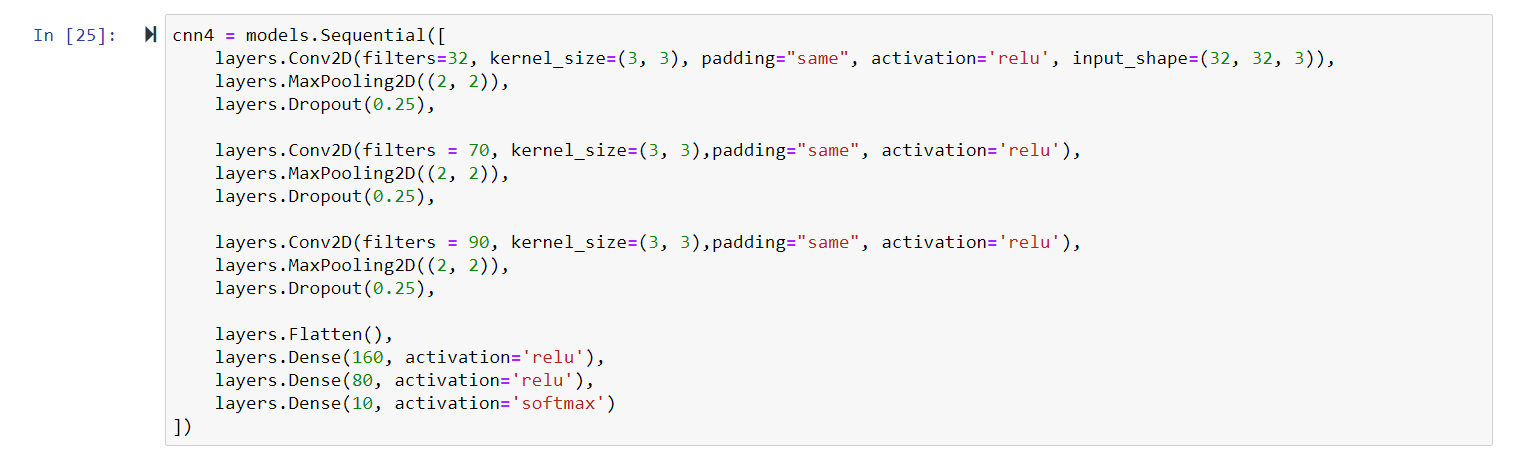 In [25]: cnn4 = models.Sequential([
layers.Conv2D(filters=32, kernel_size=(3, 3), padding="same", activation='relu', input_shape=(32, 32, 3)),
layers.MaxPooling2D((2, 2)),
layers.Dropout(0.25),
layers.Conv2D(filters = 70, kernel_size=(3, 3),padding="same", activation='relu'),
layers.MaxPooling2D((2, 2)),
layers.Dropout(0.25),
layers.Conv2D(filters = 90, kernel_size=(3, 3),padding="same", activation='relu'),
layers.MaxPooling2D((2, 2)),
layers.Dropout(0.25),
layers.Flatten(),
layers.Dense(160, activation='relu'),
layers.Dense(80, activation='relu'),
layers.Dense(10, activation='softmax')
])